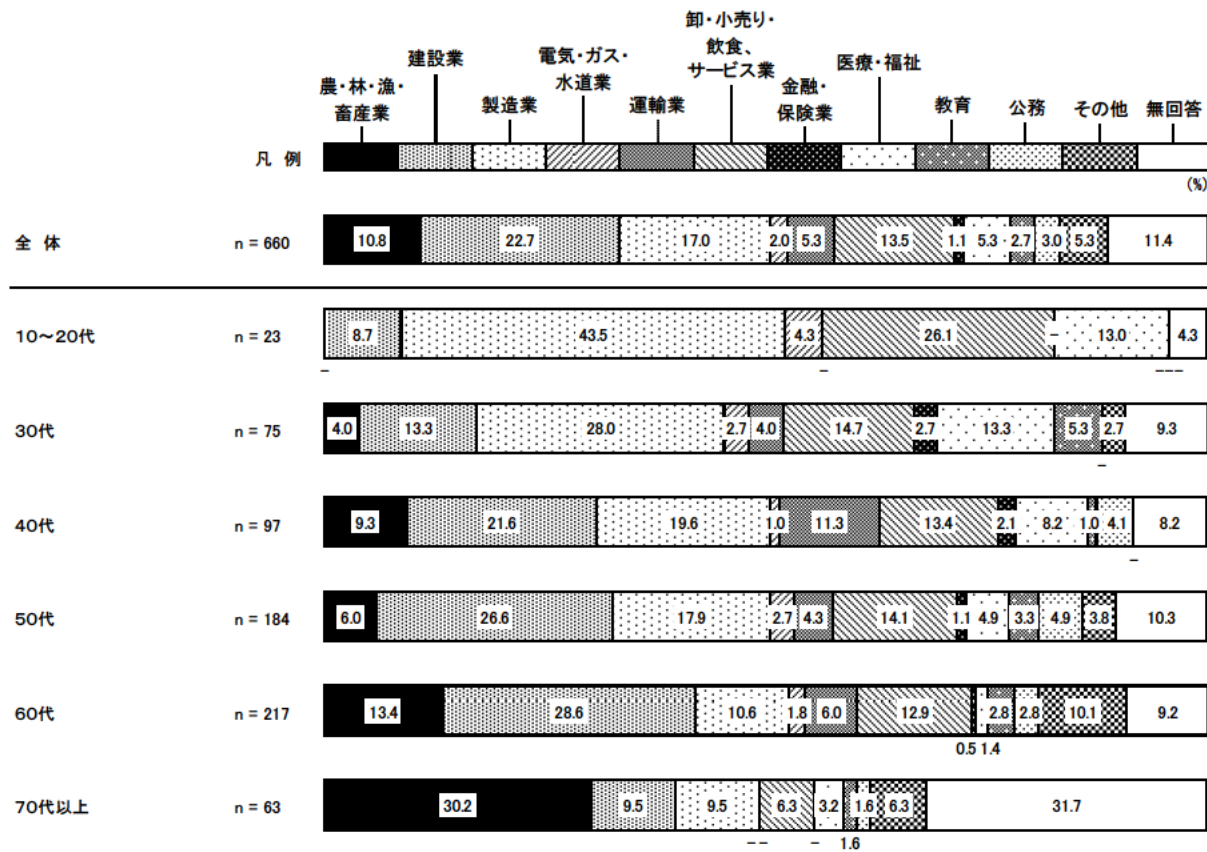 卸・小売り・
建設業 電気・ガス・ 飲食、 医療・福祉
農・林・漁・ 水道業 サービス業 金融・
畜産業 製造業 運輸業 保険業 教育 公務 その他 無回答
凡 例
(%)
全 体 n = 660 10.8 22.7 17.0 2.0 5.3 13.5 1.1 5.3 2.7 3.0 5.3 11.4
10～20代 n = 23 8.7 43.5 4.3 26.1 － 13.0 4.3
－ － －－－
30代 n = 75 4.0 13.3 28.0 2.7 4.0 14.7 2.7 13.3 5.3 2.7 9.3
－
40代 n = 97 9.3 21.6 19.6 1.0 11.3 13.4 2.1 8.2 1.0 4.1 8.2
－
50代 n = 184 6.0 26.6 17.9 2.7 4.3 14.1 1.1 4.9 3.3 4.9 3.8 10.3
60代 n = 217 13.4 28.6 10.6 1.8 6.0 12.9 2.8 2.8 10.1 9.2
0.5 1.4
70代以上 n = 63 30.2 9.5 9.5 6.3 3.2 1.6 6.3 31.7
－－ － 1.6